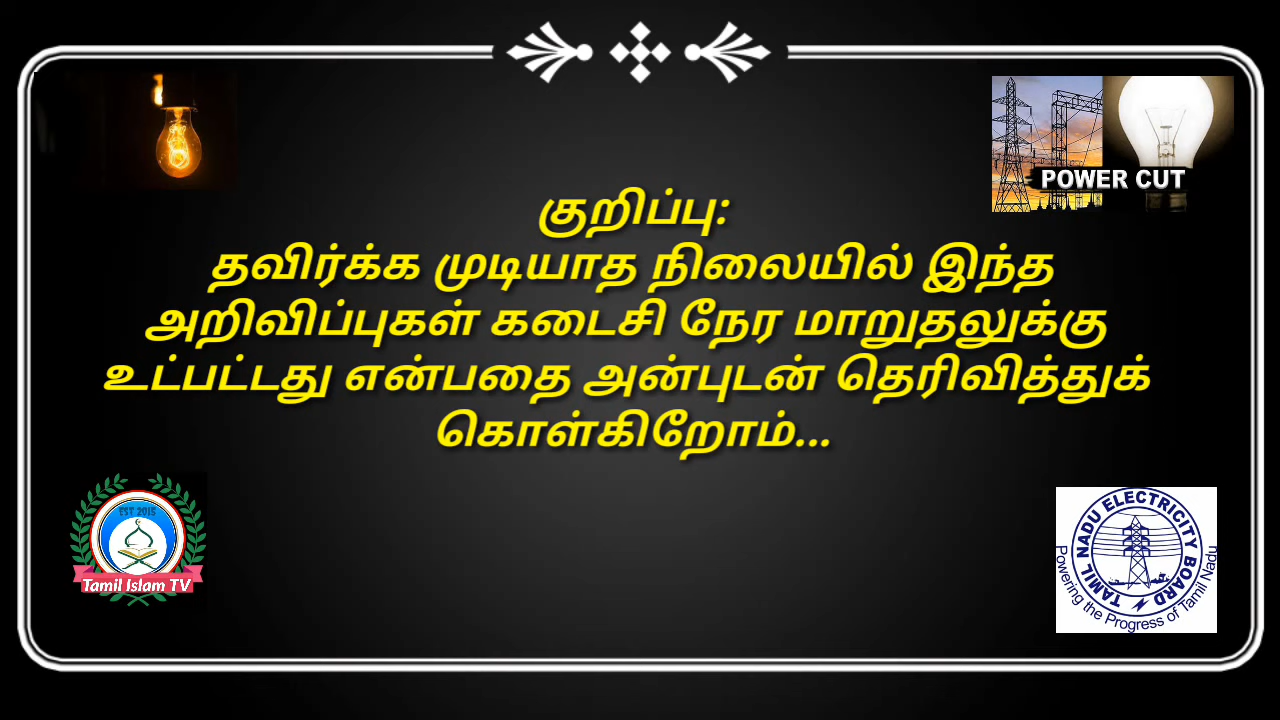 POWER CUT
குறிப்பு:
தவிர்க்க முடியாத நிலையில் இந்த
அறிவிப்புகள் கடைசி நேர மாறுதலுக்கு
உட்பட்டது என்பதை அன்புடன் தெரிவித்துக்
கொள்கிறோம்...
EST 2015
Tamil Islam TV
TAMIL NADU ELECTRICITY BOARD
Powering the Progress of Tamil Nadu